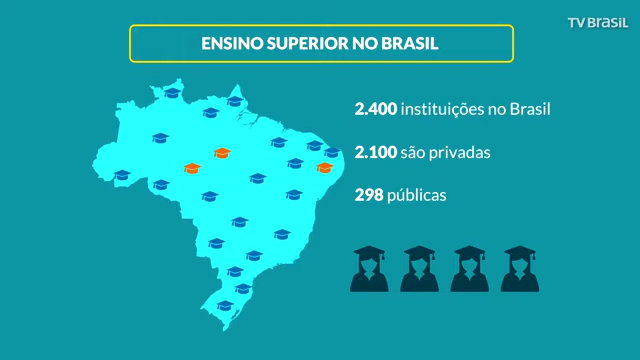 TV BRASIL
ENSINO SUPERIOR NO BRASIL
2.400 instituições no Brasil
2.100 são privadas
298 públicas